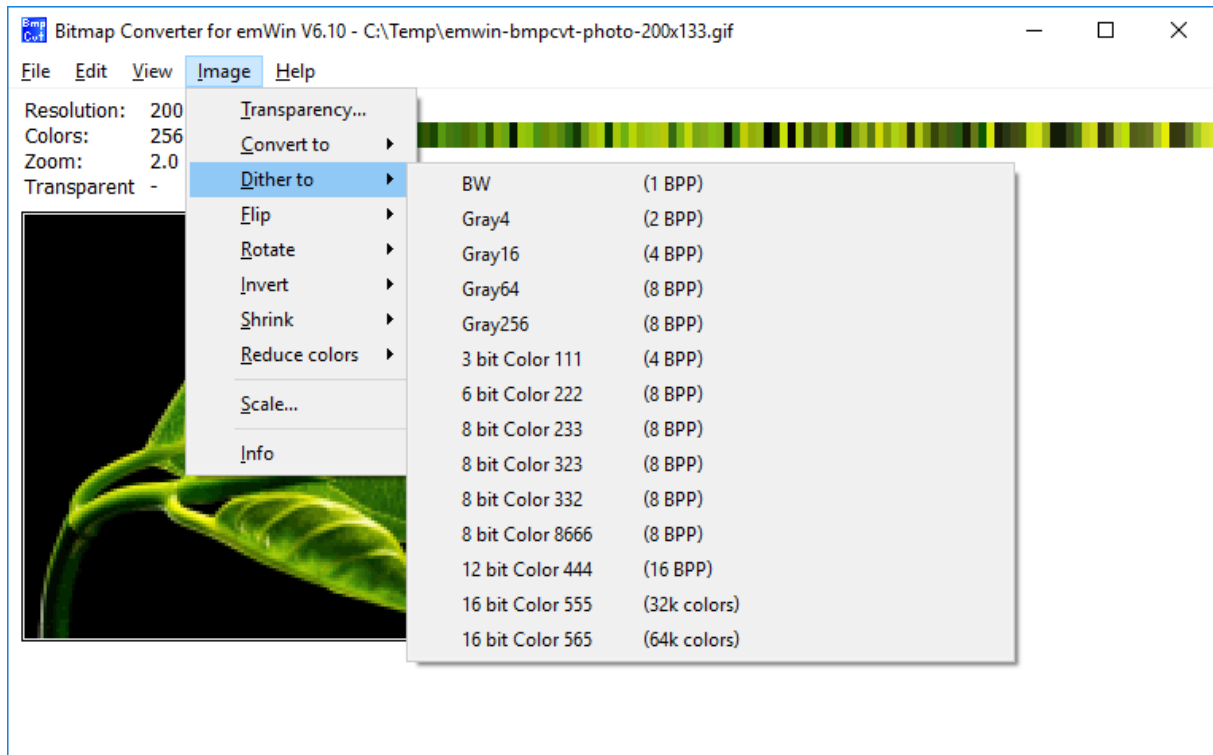 Bmp Cvt Bitmap Converter for emWin V6.10 - C:\Temp\emwin-bmpcvt-photo-200x133.gif
File Edit View Image Help
Resolution: 200
Colors: 256
Zoom: 2.0
Transparent -
Transparency...
Convert to
Dither to
Flip
Rotate
Invert
Shrink
Reduce colors
Scale...
Info
BW (1 BPP)
Gray4 (2 BPP)
Gray16 (4 BPP)
Gray64 (8 BPP)
Gray256 (8 BPP)
3 bit Color 111 (4 BPP)
6 bit Color 222 (8 BPP)
8 bit Color 233 (8 BPP)
8 bit Color 323 (8 BPP)
8 bit Color 332 (8 BPP)
8 bit Color 8666 (8 BPP)
12 bit Color 444 (16 BPP)
16 bit Color 555 (32k colors)
16 bit Color 565 (64k colors)